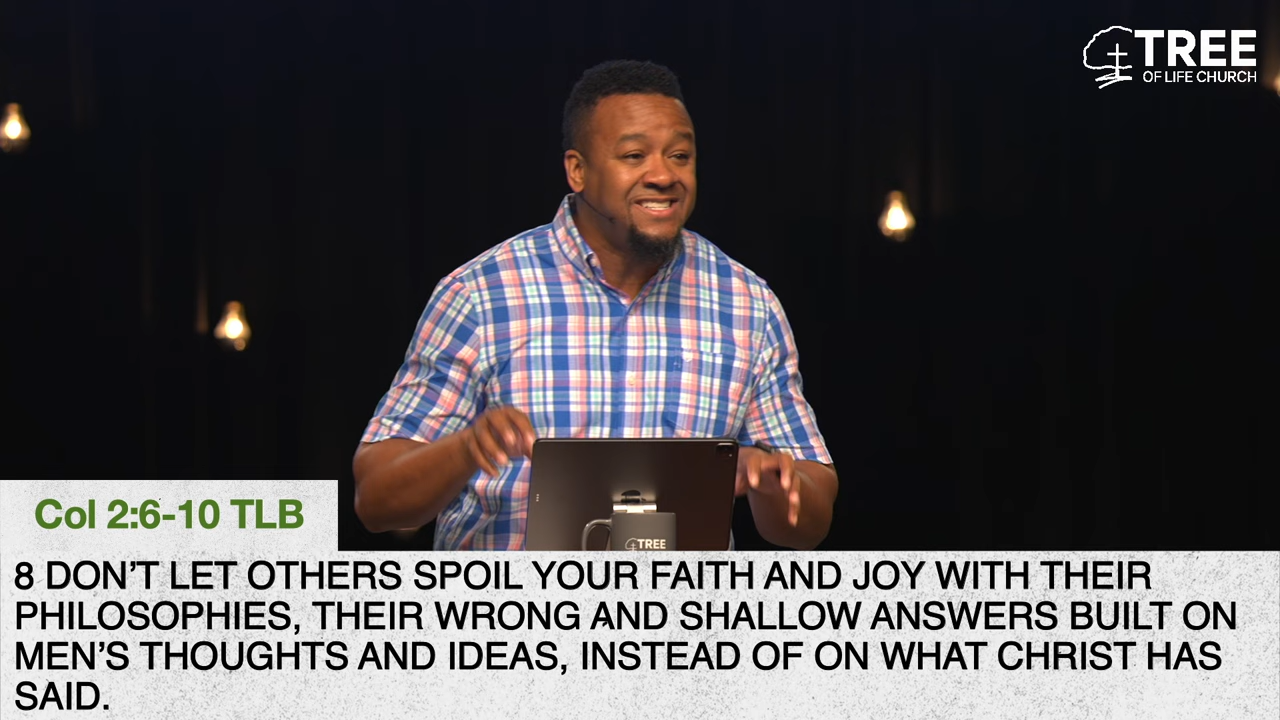 TREE
OF LIFE CHURCH
TREE
Col 2:6-10 TLB
8 DON’T LET OTHERS SPOIL YOUR FAITH AND JOY WITH THEIR
PHILOSOPHIES, THEIR WRONG AND SHALLOW ANSWERS BUILT ON
MEN’S THOUGHTS AND IDEAS, INSTEAD OF ON WHAT CHRIST HAS
SAID.